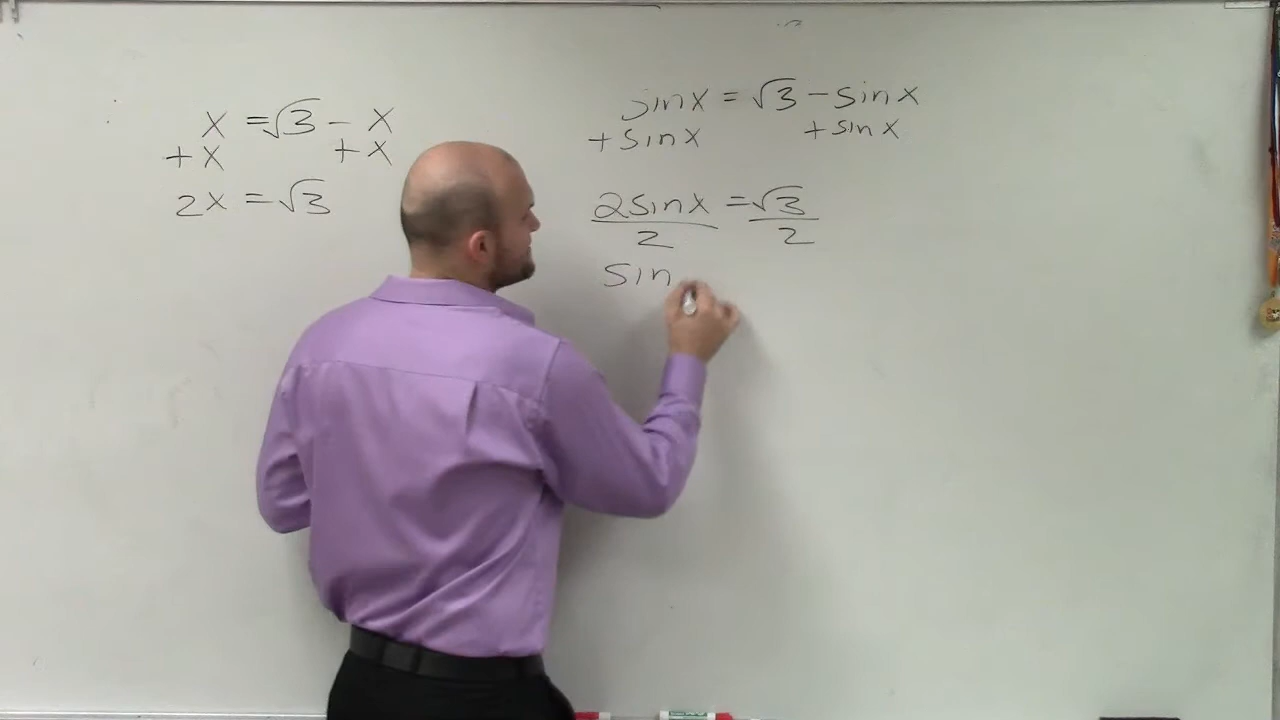 x = √3 - x
+x +x
2x = √3
sinx = √3 - sinx
+sinx +sinx
2sinx = √3
2 2
sin